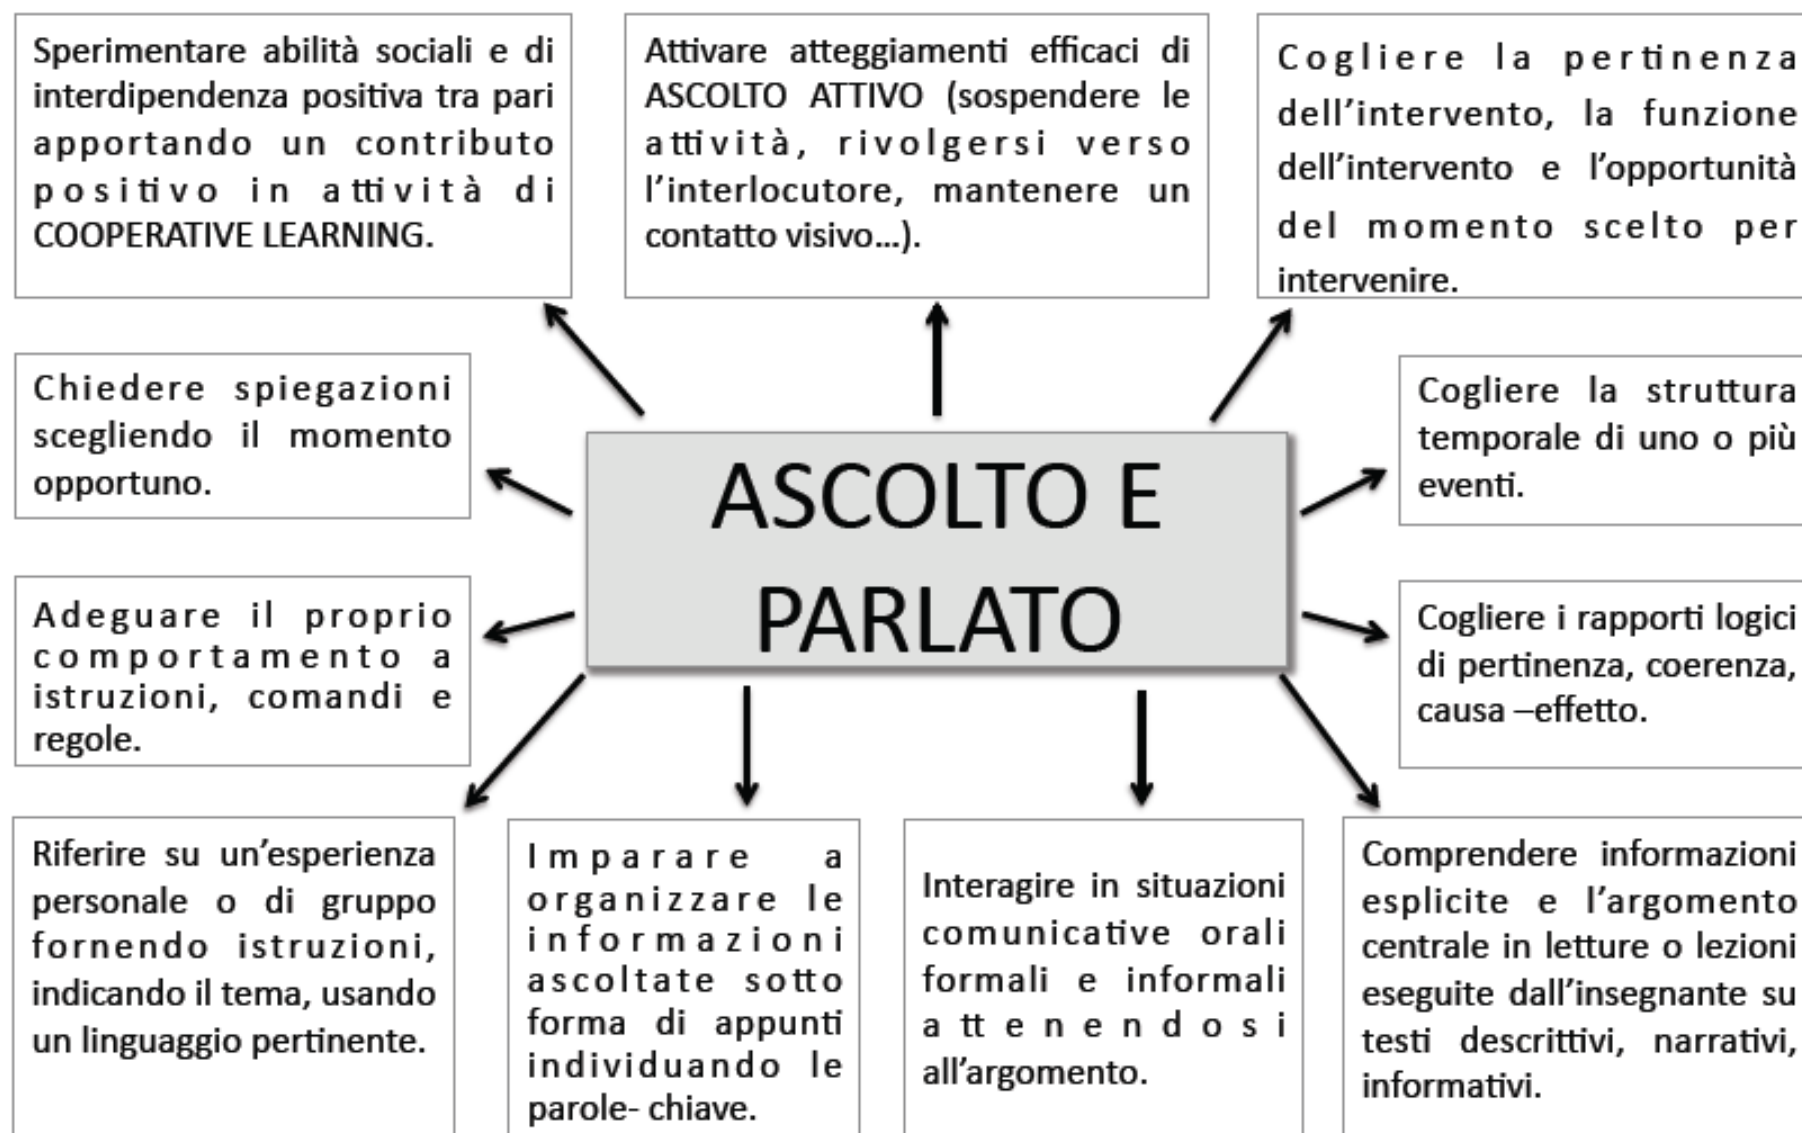 Sperimentare abilità sociali e di
interdipendenza positiva tra pari
apportando un contributo
positivo in attività di
COOPERATIVE LEARNING.
Attivare atteggiamenti efficaci di
ASCOLTO ATTIVO (sospendere le
attività, rivolgersi verso
l’interlocutore, mantenere un
contatto visivo…).
Cogliere la pertinenza
dell’intervento, la funzione
dell’intervento e l’opportunità
del momento scelto per
intervenire.
Chiedere spiegazioni
scegliendo il momento
opportuno.
ASCOLTO E
PARLATO
Cogliere la struttura
temporale di uno o più
eventi.
Adeguare il proprio
comportamento a
istruzioni, comandi e
regole.
Cogliere i rapporti logici
di pertinenza, coerenza,
causa –effetto.
Riferire su un’esperienza
personale o di gruppo
fornendo istruzioni,
indicando il tema, usando
un linguaggio pertinente.
Imparare a
organizzare le
informazioni
ascoltate sotto
forma di appunti
individuando le
parole- chiave.
Interagire in situazioni
comunicative orali
formali e informali
attenendosi
all’argomento.
Comprendere informazioni
esplicite e l’argomento
centrale in letture o lezioni
eseguite dall’insegnante su
testi descrittivi, narrativi,
informativi.